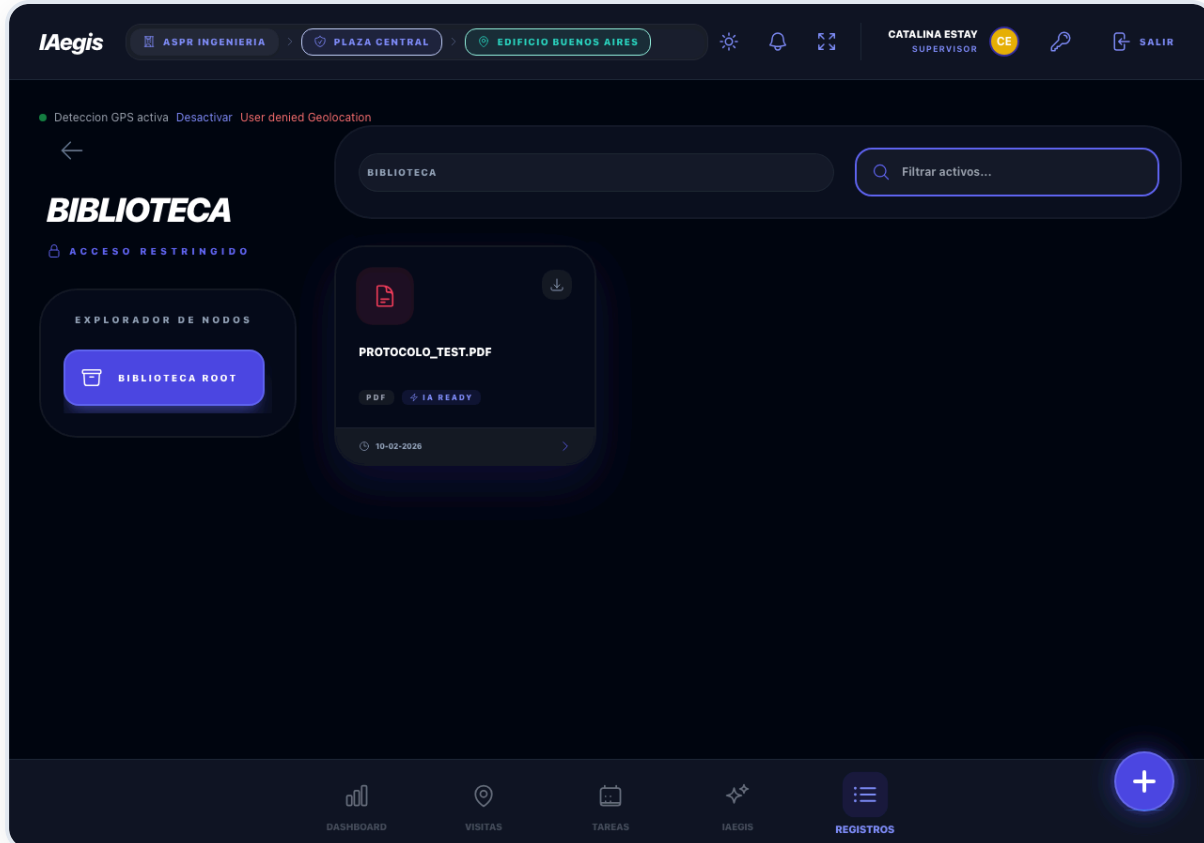 IAegis
ASPR INGENIERIA
PLAZA CENTRAL
EDIFICIO BUENOS AIRES
CATALINA ESTAY
SUPERVISOR
CE
SALIR
Deteccion GPS activa Desactivar User denied Geolocation
BIBLIOTECA
ACCESO RESTRINGIDO
EXPLORADOR DE NODOS
BIBLIOTECA ROOT
BIBLIOTECA
Filtrar activos...
PROTOCOLO_TEST.PDF
PDF
IA READY
10-02-2026
DASHBOARD
VISITAS
TAREAS
IAEGIS
REGISTROS